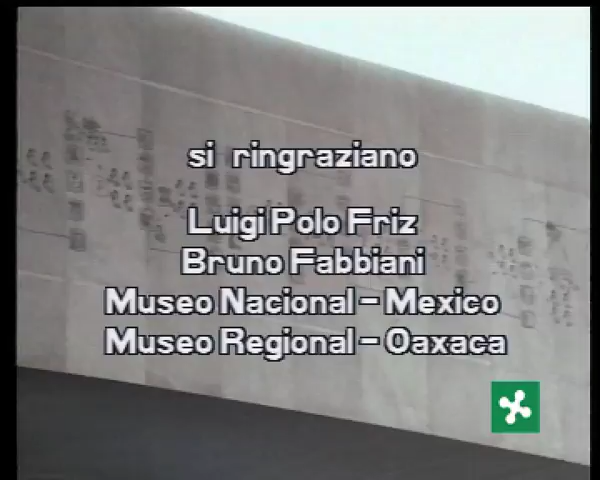 si ringraziano
Luigi Polo Friz
Bruno Fabbiani
Museo Nacional - Mexico
Museo Regional - Oaxaca